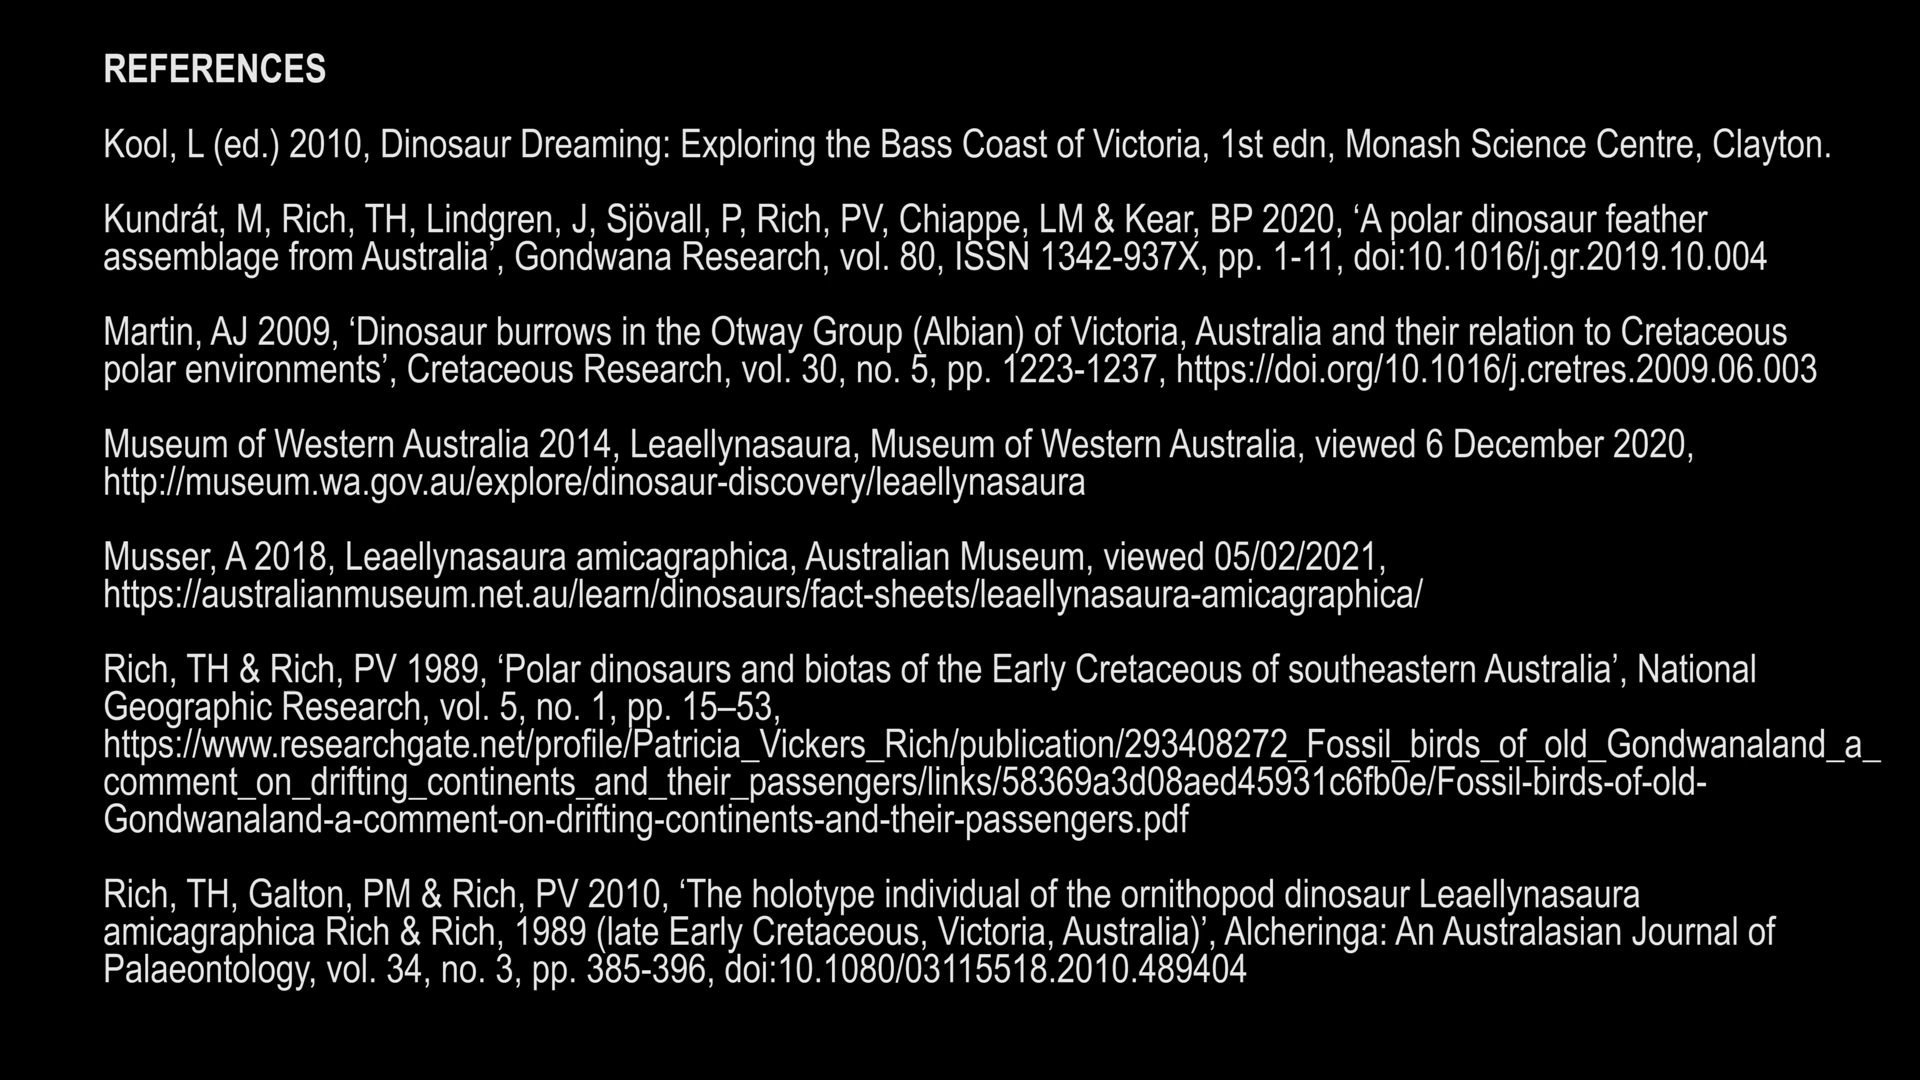 REFERENCES
Kool, L (ed.) 2010, Dinosaur Dreaming: Exploring the Bass Coast of Victoria, 1st edn, Monash Science Centre, Clayton.
Kundrát, M, Rich, TH, Lindgren, J, Sjövall, P, Rich, PV, Chiappe, LM & Kear, BP 2020, ‘A polar dinosaur feather
assemblage from Australia’, Gondwana Research, vol. 80, ISSN 1342-937X, pp. 1-11, doi:10.1016/j.gr.2019.10.004
Martin, AJ 2009, ‘Dinosaur burrows in the Otway Group (Albian) of Victoria, Australia and their relation to Cretaceous
polar environments’, Cretaceous Research, vol. 30, no. 5, pp. 1223-1237, https://doi.org/10.1016/j.cretres.2009.06.003
Museum of Western Australia 2014, Leaellynasaura, Museum of Western Australia, viewed 6 December 2020,
http://museum.wa.gov.au/explore/dinosaur-discovery/leaellynasaura
Musser, A 2018, Leaellynasaura amicagraphica, Australian Museum, viewed 05/02/2021,
https://australianmuseum.net.au/learn/dinosaurs/fact-sheets/leaellynasaura-amicagraphica/
Rich, TH & Rich, PV 1989, ‘Polar dinosaurs and biotas of the Early Cretaceous of southeastern Australia’, National
Geographic Research, vol. 5, no. 1, pp. 15–53,
https://www.researchgate.net/profile/Patricia_Vickers_Rich/publication/293408272_Fossil_birds_of_old_Gondwanaland_a_
comment_on_drifting_continents_and_their_passengers/links/58369a3d08aed45931c6fb0e/Fossil-birds-of-old-
Gondwanaland-a-comment-on-drifting-continents-and-their-passengers.pdf
Rich, TH, Galton, PM & Rich, PV 2010, ‘The holotype individual of the ornithopod dinosaur Leaellynasaura
amicagraphica Rich & Rich, 1989 (late Early Cretaceous, Victoria, Australia)’, Alcheringa: An Australasian Journal of
Palaeontology, vol. 34, no. 3, pp. 385-396, doi:10.1080/03115518.2010.489404